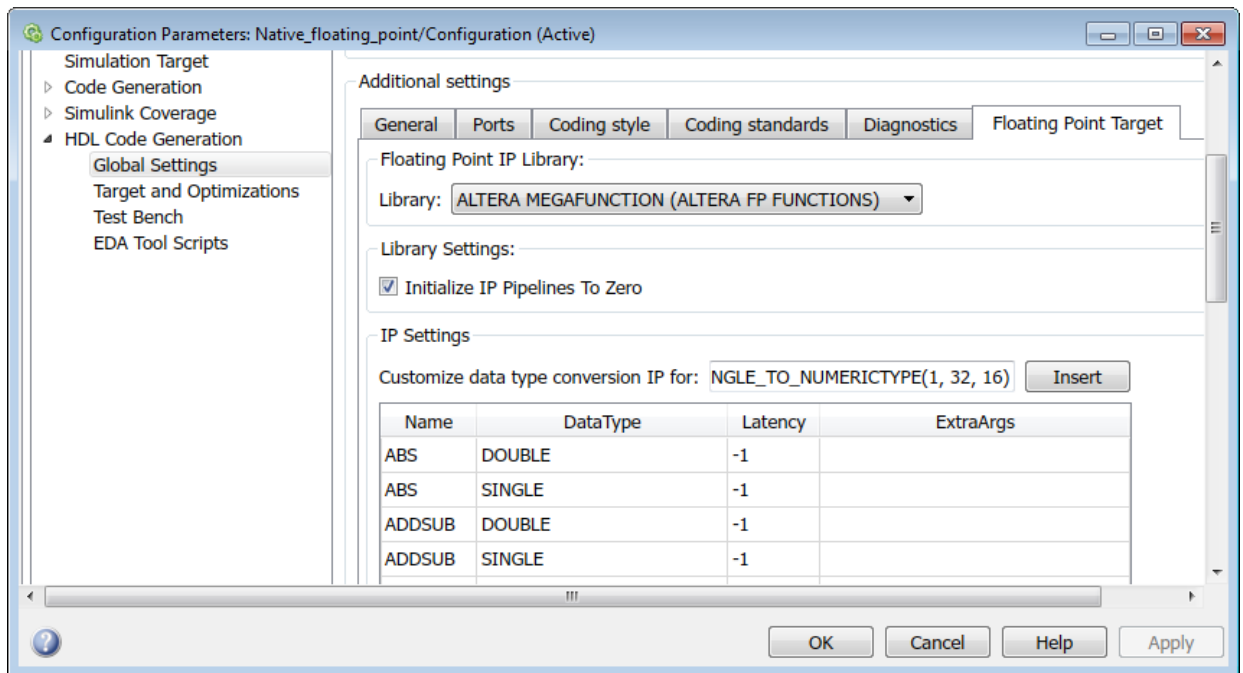 Configuration Parameters: Native_floating_point/Configuration (Active)
Simulation Target
Code Generation
Simulink Coverage
HDL Code Generation
Global Settings
Target and Optimizations
Test Bench
EDA Tool Scripts
Additional settings
General Ports Coding style Coding standards Diagnostics Floating Point Target
Floating Point IP Library:
Library: ALTERA MEGAFUNCTION (ALTERA FP FUNCTIONS)
Library Settings:
Initialize IP Pipelines To Zero
IP Settings
Customize data type conversion IP for: NGLE_TO_NUMERICTYPE(1, 32, 16) Insert
Name DataType Latency ExtraArgs
ABS DOUBLE -1
ABS SINGLE -1
ADDSUB DOUBLE -1
ADDSUB SINGLE -1
OK Cancel Help Apply